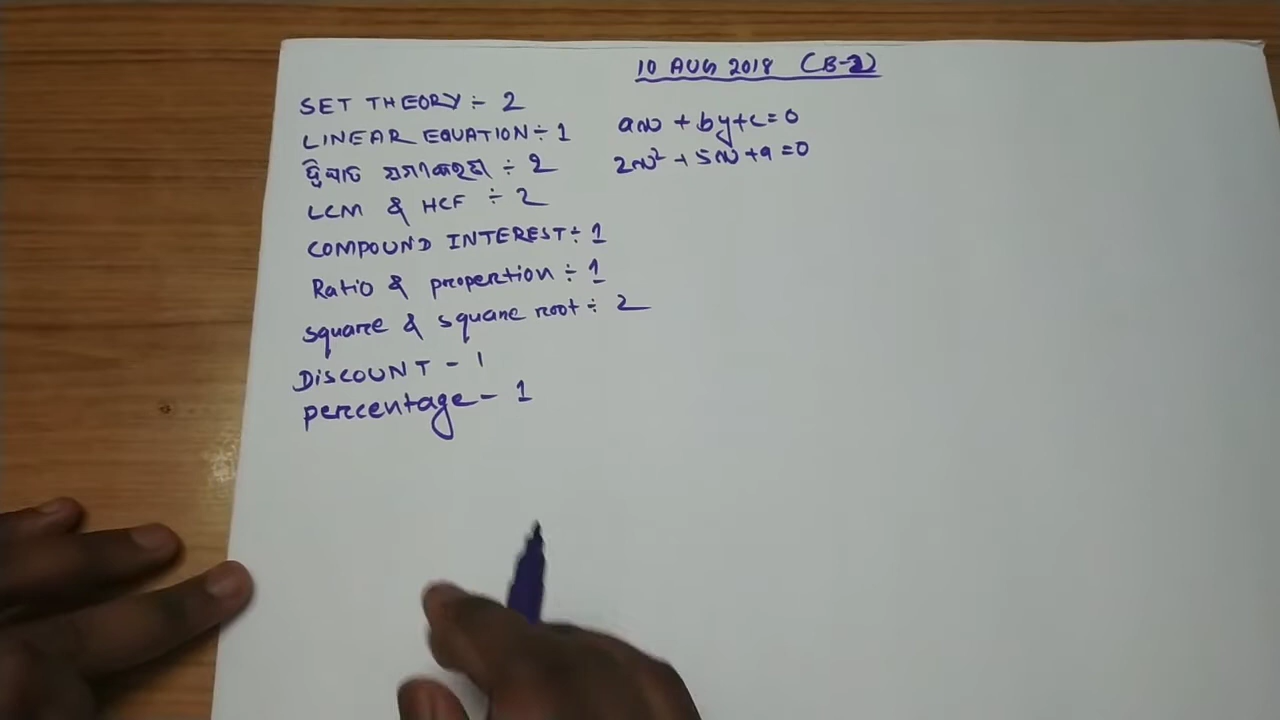 10 AUG 2018 (B-2)
SET THEORY ÷ 2
LINEAR EQUATION ÷ 1
ax + by + c = 0
ଦ୍ବିଘାତ ସମୀକରଣ ÷ 2
2x² + 5x + 9 = 0
LCM & HCF ÷ 2
COMPOUND INTEREST ÷ 1
Ratio & propertion ÷ 1
square & square root ÷ 2
DISCOUNT - 1
percentage - 1